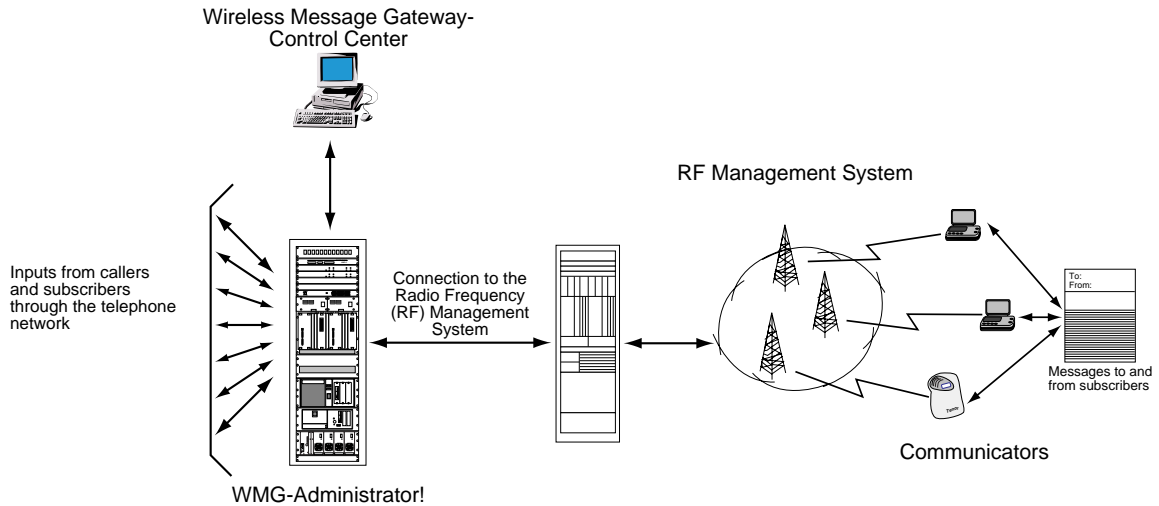 Wireless Message Gateway-
Control Center
RF Management System
Inputs from callers
and subscribers
through the telephone
network
Connection to the
Radio Frequency
(RF) Management
System
To:
From:
Messages to and
from subscribers
Communicators
WMG-Administrator!